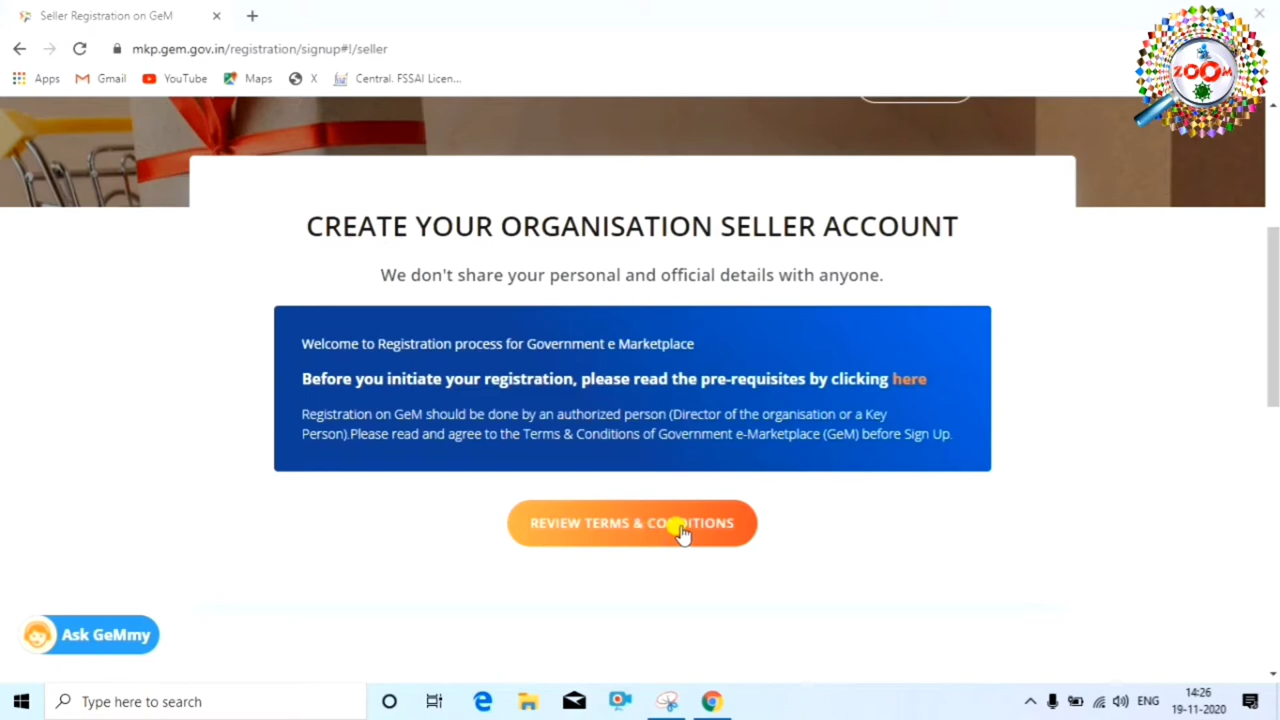 Seller Registration on GeM
mkp.gem.gov.in/registration/signup#!/seller
Apps Gmail YouTube Maps X Central. FSSAI Licen...
ZOOM
CREATE YOUR ORGANISATION SELLER ACCOUNT
We don't share your personal and official details with anyone.
Welcome to Registration process for Government e Marketplace
Before you initiate your registration, please read the pre-requisites by clicking here
Registration on GeM should be done by an authorized person (Director of the organisation or a Key
Person).Please read and agree to the Terms & Conditions of Government e-Marketplace (GeM) before Sign Up.
REVIEW TERMS & CONDITIONS
Ask GeMmy
Type here to search
ENG
14:26
19-11-2020